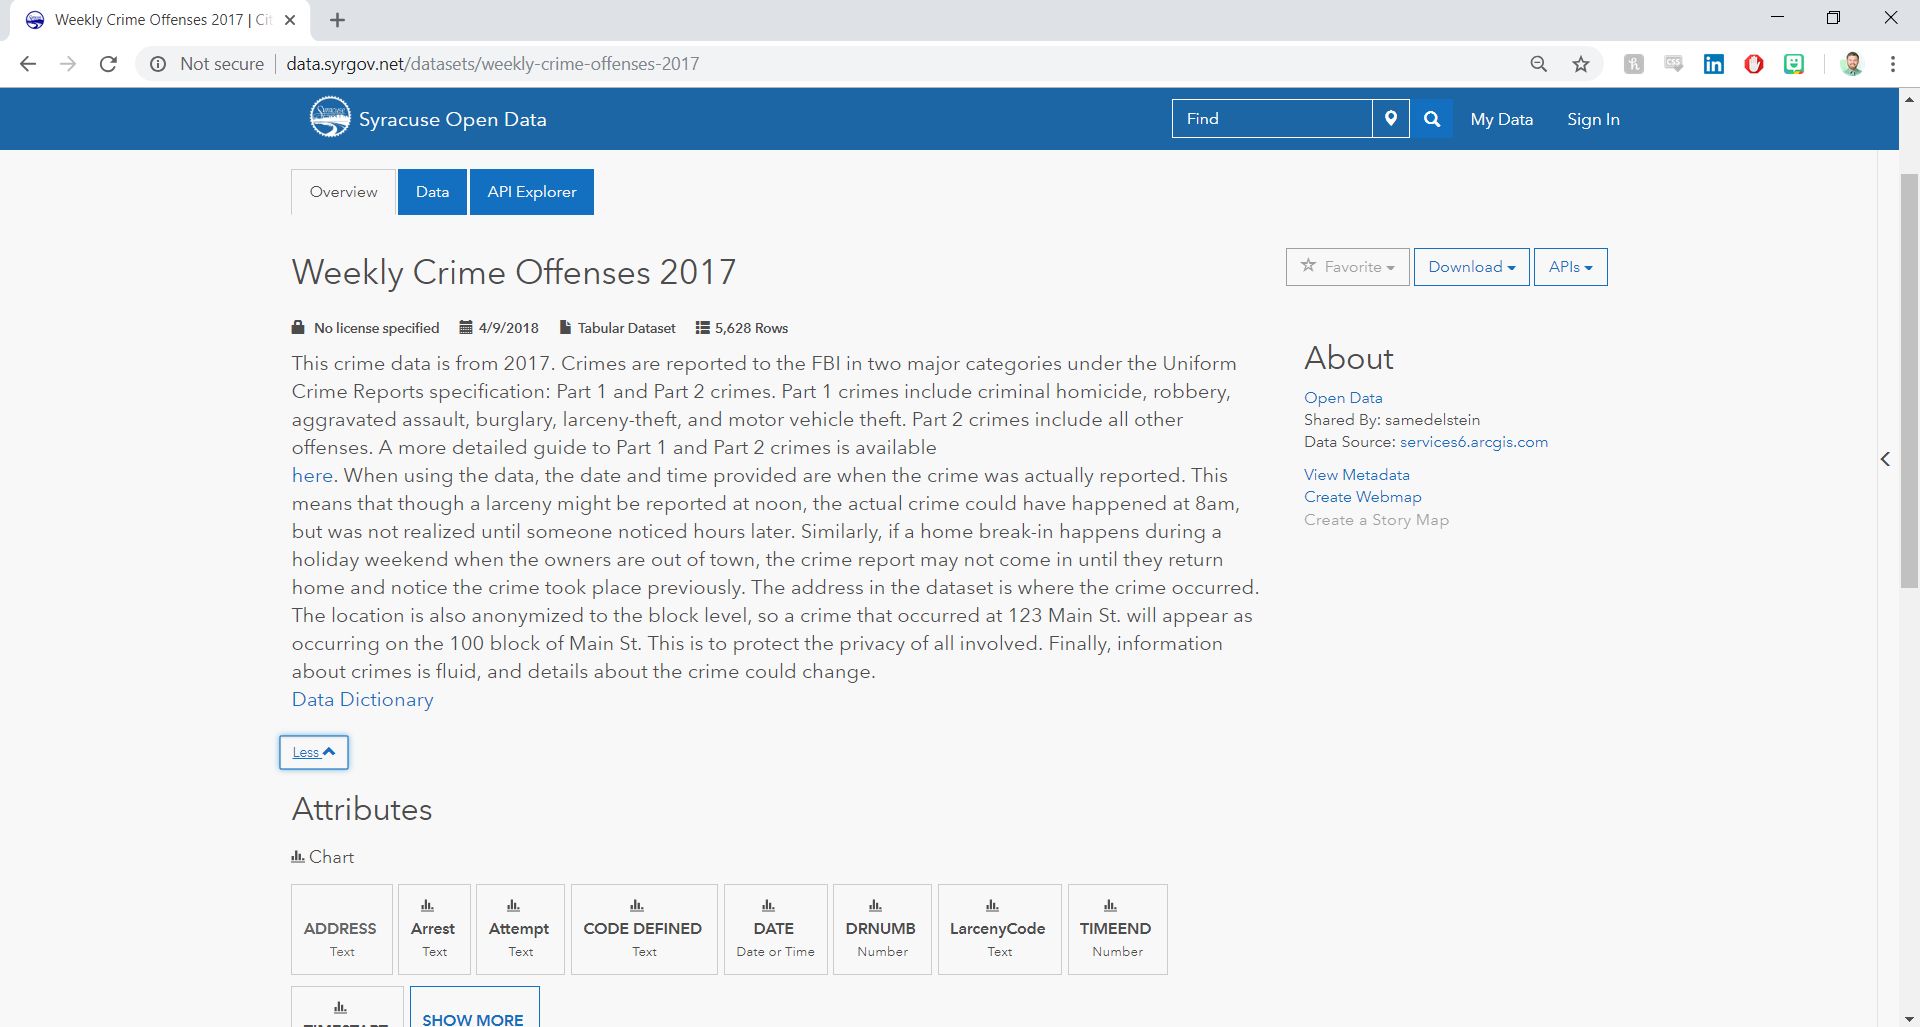 Weekly Crime Offenses 2017 | Cit
Not secure data.syrgov.net/datasets/weekly-crime-offenses-2017
Syracuse Open Data
Find
My Data
Sign In
Overview
Data
API Explorer
Weekly Crime Offenses 2017
Favorite
Download
APIs
No license specified 4/9/2018 Tabular Dataset 5,628 Rows
This crime data is from 2017. Crimes are reported to the FBI in two major categories under the Uniform
Crime Reports specification: Part 1 and Part 2 crimes. Part 1 crimes include criminal homicide, robbery,
aggravated assault, burglary, larceny-theft, and motor vehicle theft. Part 2 crimes include all other
offenses. A more detailed guide to Part 1 and Part 2 crimes is available
here. When using the data, the date and time provided are when the crime was actually reported. This
means that though a larceny might be reported at noon, the actual crime could have happened at 8am,
but was not realized until someone noticed hours later. Similarly, if a home break-in happens during a
holiday weekend when the owners are out of town, the crime report may not come in until they return
home and notice the crime took place previously. The address in the dataset is where the crime occurred.
The location is also anonymized to the block level, so a crime that occurred at 123 Main St. will appear as
occurring on the 100 block of Main St. This is to protect the privacy of all involved. Finally, information
about crimes is fluid, and details about the crime could change.
Data Dictionary
Less
About
Open Data
Shared By: samedelstein
Data Source: services6.arcgis.com
View Metadata
Create Webmap
Create a Story Map
Attributes
Chart
ADDRESS
Text
Arrest
Text
Attempt
Text
CODE DEFINED
Text
DATE
Date or Time
DRNUMB
Number
LarcenyCode
Text
TIMEEND
Number
TIMESTART
SHOW MORE